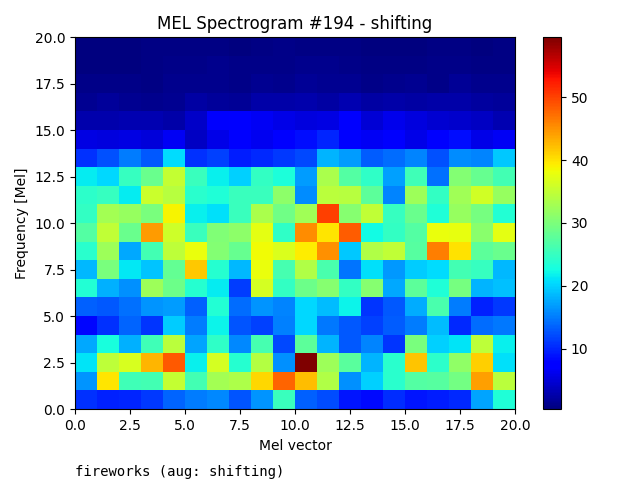 MEL Spectrogram #194 - shifting
20.0
17.5
15.0
12.5
10.0
7.5
5.0
2.5
0.0
Frequency [Mel]
0.0 2.5 5.0 7.5 10.0 12.5 15.0 17.5 20.0
Mel vector
50
40
30
20
10
fireworks (aug: shifting)